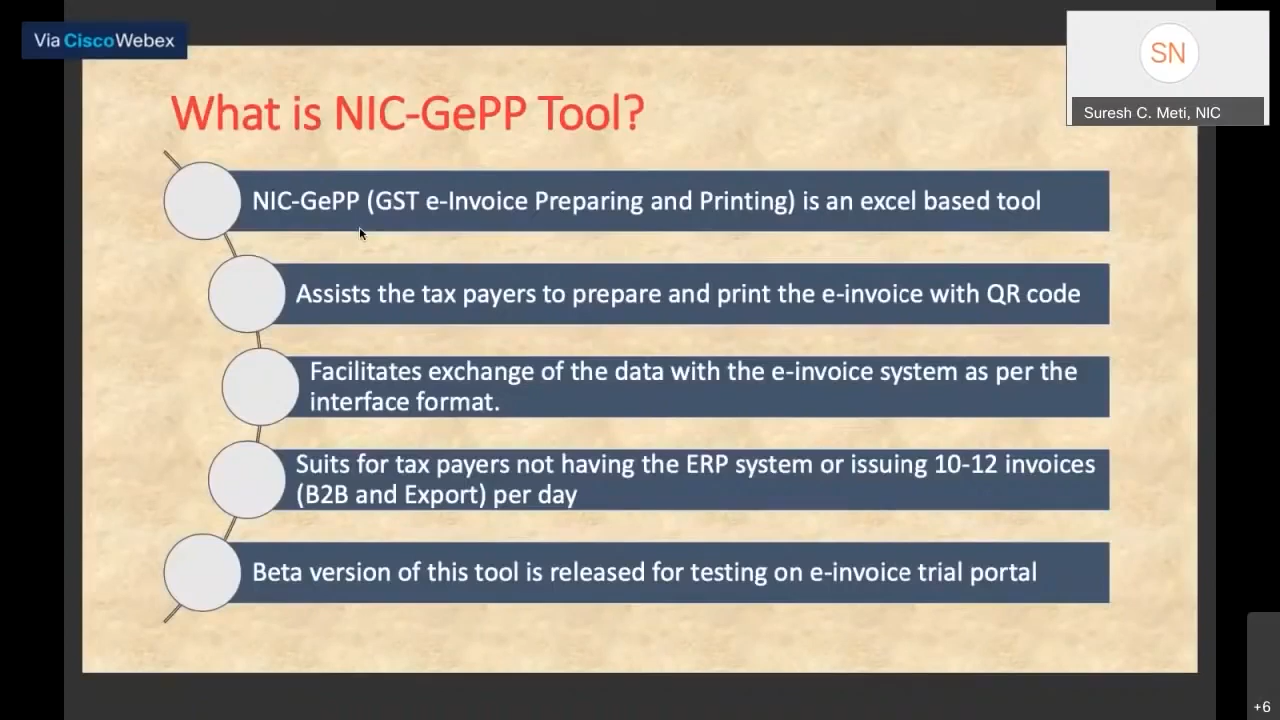 Via CiscoWebex
SN
Suresh C. Meti, NIC
What is NIC-GePP Tool?
NIC-GePP (GST e-Invoice Preparing and Printing) is an excel based tool
Assists the tax payers to prepare and print the e-invoice with QR code
Facilitates exchange of the data with the e-invoice system as per the
interface format.
Suits for tax payers not having the ERP system or issuing 10-12 invoices
(B2B and Export) per day
Beta version of this tool is released for testing on e-invoice trial portal
+6